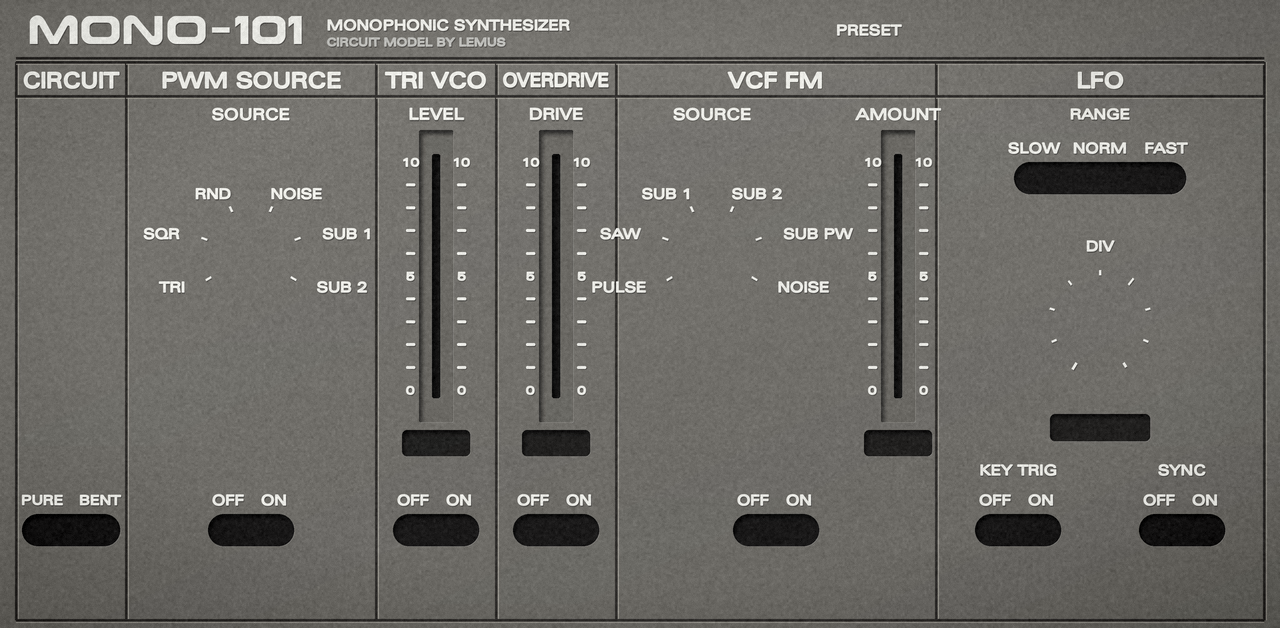 MONO-101
MONOPHONIC SYNTHESIZER
CIRCUIT MODEL BY LEMUS
PRESET
CIRCUIT
PWM SOURCE
TRI VCO
OVERDRIVE
VCF FM
LFO
SOURCE
LEVEL
DRIVE
SOURCE
AMOUNT
RANGE
SLOW NORM FAST
10 10
10 10
10 10
RND NOISE
SUB 1 SUB 2
SQR SUB 1
SAW SUB PW
DIV
5 5
5 5
5 5
TRI SUB 2
PULSE NOISE
0 0
0 0
0 0
KEY TRIG
SYNC
PURE BENT
OFF ON
OFF ON
OFF ON
OFF ON
OFF ON
OFF ON